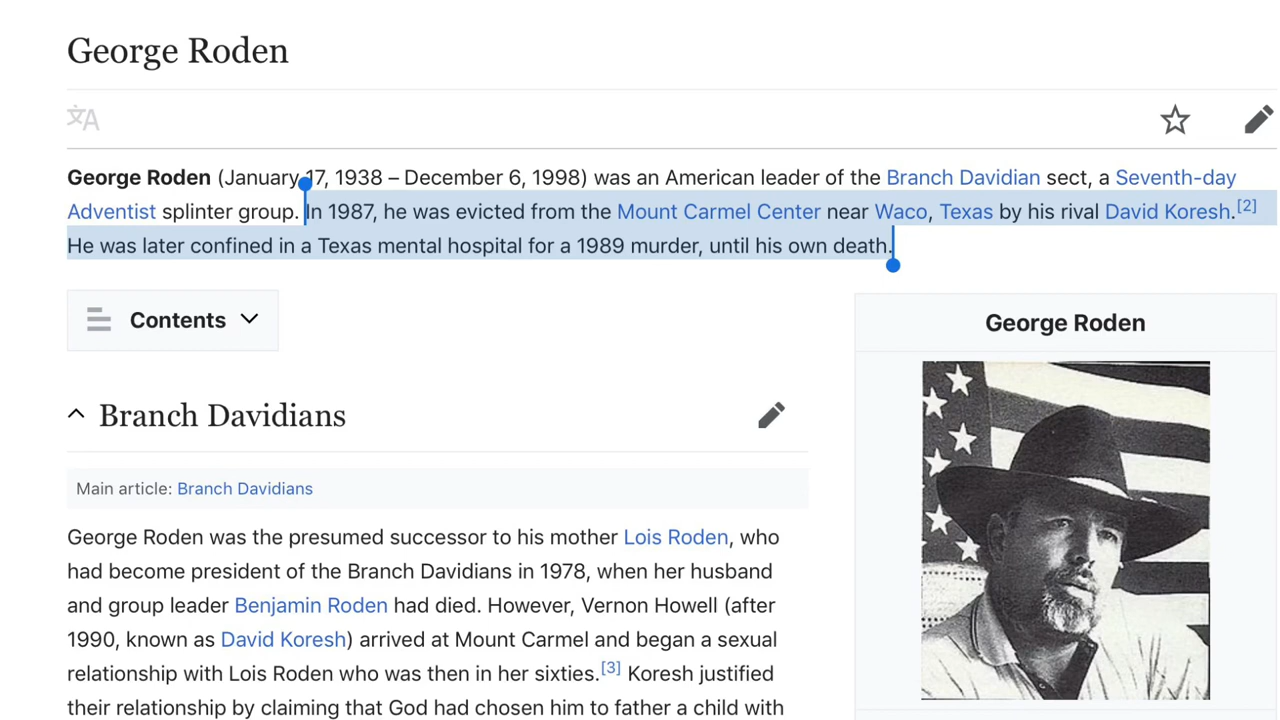 George Roden
文A
George Roden (January 17, 1938 – December 6, 1998) was an American leader of the Branch Davidian sect, a Seventh-day
Adventist splinter group. In 1987, he was evicted from the Mount Carmel Center near Waco, Texas by his rival David Koresh.[2]
He was later confined in a Texas mental hospital for a 1989 murder, until his own death.
Contents
George Roden
Branch Davidians
Main article: Branch Davidians
George Roden was the presumed successor to his mother Lois Roden, who
had become president of the Branch Davidians in 1978, when her husband
and group leader Benjamin Roden had died. However, Vernon Howell (after
1990, known as David Koresh) arrived at Mount Carmel and began a sexual
relationship with Lois Roden who was then in her sixties.[3] Koresh justified
their relationship by claiming that God had chosen him to father a child with